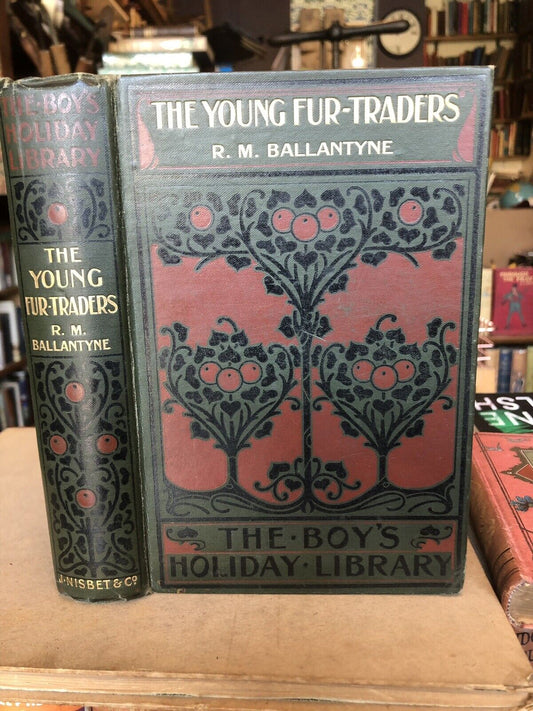 THE·BOY'S
HOLIDAY
LIBRARY
THE
YOUNG
FUR-TRADERS
R. M.
BALLANTYNE
J·NISBET & Co
THE YOUNG FUR-TRADERS
R. M. BALLANTYNE
THE·BOY'S
HOLIDAY·LIBRARY